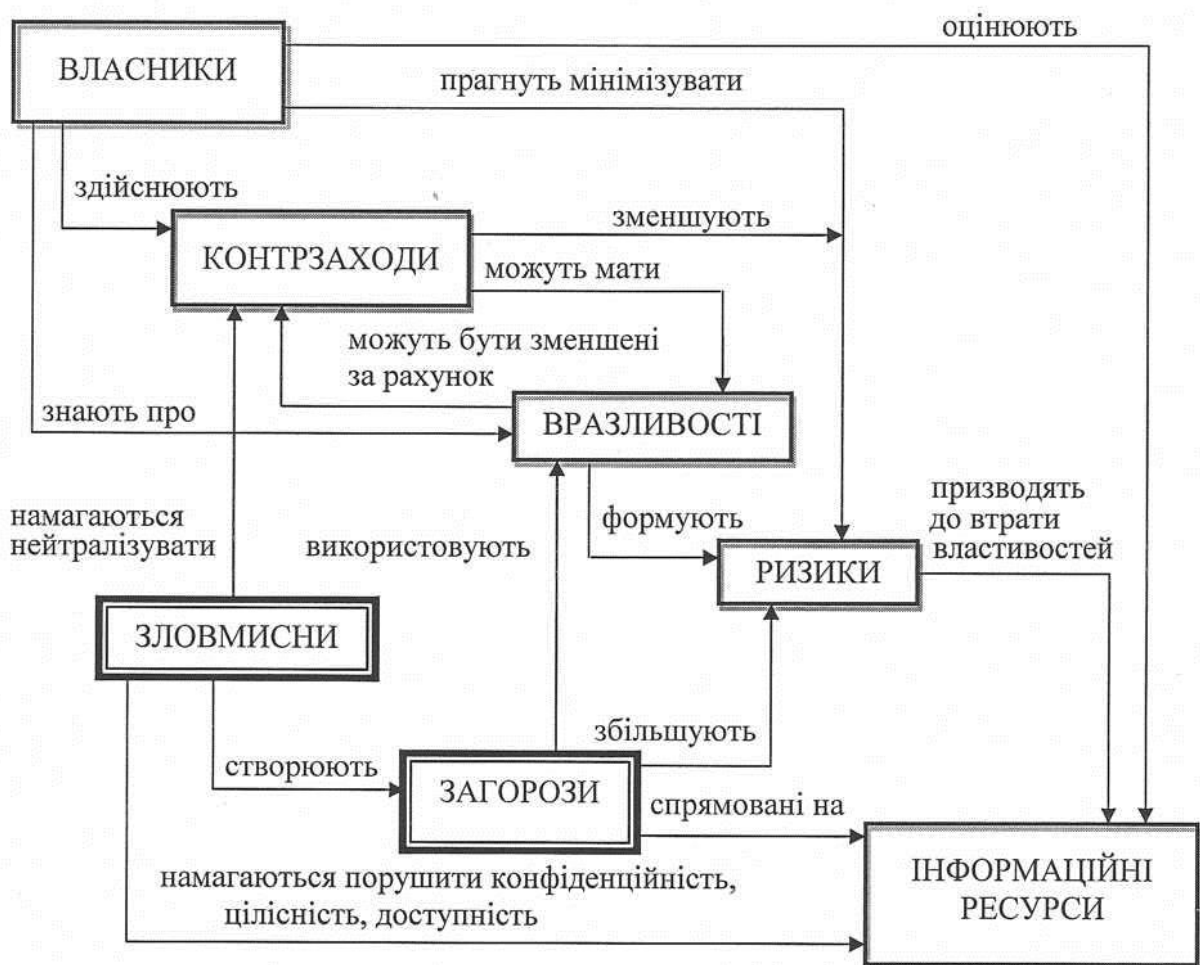 оцінюють
ВЛАСНИКИ
прагнуть мінімізувати
здійснюють
зменшують
КОНТРЗАХОДИ
можуть мати
можуть бути зменшені
за рахунок
знають про
ВРАЗЛИВОСТІ
намагаються
нейтралізувати
використовують
формують
призводять
до втрати
властивостей
РИЗИКИ
ЗЛОВМИСНИ
збільшують
створюють
ЗАГОРОЗИ
спрямовані на
намагаються порушити конфіденційність,
цілісність, доступність
ІНФОРМАЦІЙНІ
РЕСУРСИ